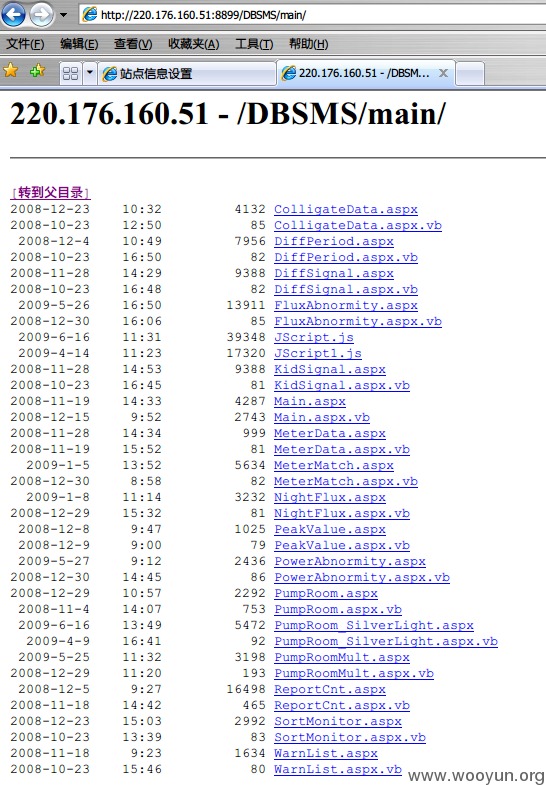 http://220.176.160.51:8899/DBSMS/main/
文件(F) 编辑(E) 查看(V) 收藏夹(A) 工具(T) 帮助(H)
站点信息设置 220.176.160.51 - /DBSM...
220.176.160.51 - /DBSMS/main/
[转到父目录]
2008-12-23 10:32 4132 ColligateData.aspx
2008-10-23 12:50 85 ColligateData.aspx.vb
2008-12-4 10:49 7956 DiffPeriod.aspx
2008-10-23 16:50 82 DiffPeriod.aspx.vb
2008-11-28 14:29 9388 DiffSignal.aspx
2008-10-23 16:48 82 DiffSignal.aspx.vb
2009-5-26 16:50 13911 FluxAbnormity.aspx
2008-12-30 16:06 85 FluxAbnormity.aspx.vb
2009-6-16 11:31 39348 JScript.js
2009-4-14 11:23 17320 JScript1.js
2008-11-28 14:53 9388 KidSignal.aspx
2008-10-23 16:45 81 KidSignal.aspx.vb
2008-11-19 14:33 4287 Main.aspx
2008-12-15 9:52 2743 Main.aspx.vb
2008-11-28 14:34 999 MeterData.aspx
2008-11-19 15:52 81 MeterData.aspx.vb
2009-1-5 13:52 5634 MeterMatch.aspx
2008-12-30 8:58 82 MeterMatch.aspx.vb
2009-1-8 11:14 3232 NightFlux.aspx
2008-12-29 15:32 81 NightFlux.aspx.vb
2008-12-8 9:47 1025 PeakValue.aspx
2008-12-9 9:00 79 PeakValue.aspx.vb
2009-5-27 9:12 2436 PowerAbnormity.aspx
2008-12-30 14:45 86 PowerAbnormity.aspx.vb
2008-12-29 10:57 2292 PumpRoom.aspx
2008-11-4 14:07 753 PumpRoom.aspx.vb
2009-6-16 13:49 5472 PumpRoom_SilverLight.aspx
2009-4-9 16:41 92 PumpRoom_SilverLight.aspx.vb
2009-5-25 11:32 3198 PumpRoomMult.aspx
2008-12-29 11:20 193 PumpRoomMult.aspx.vb
2008-12-5 9:27 16498 ReportCnt.aspx
2008-11-18 14:42 465 ReportCnt.aspx.vb
2008-12-23 15:03 2992 SortMonitor.aspx
2008-10-23 13:39 83 SortMonitor.aspx.vb
2008-11-18 9:23 1634 WarnList.aspx
2008-10-23 15:46 80 WarnList.aspx.vb
www.wooyun.org